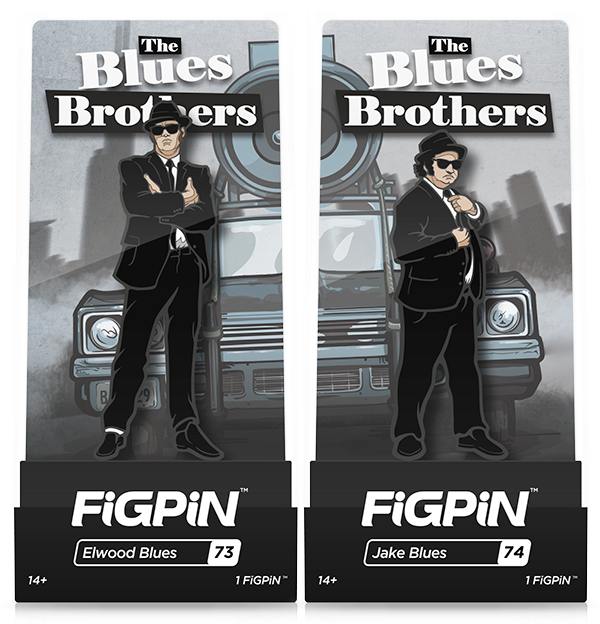 The
Blues
Brothers
FiGPiN™
Elwood Blues 73
14+ 1 FiGPiN™
The
Blues
Brothers
FiGPiN™
Jake Blues 74
14+ 1 FiGPiN™